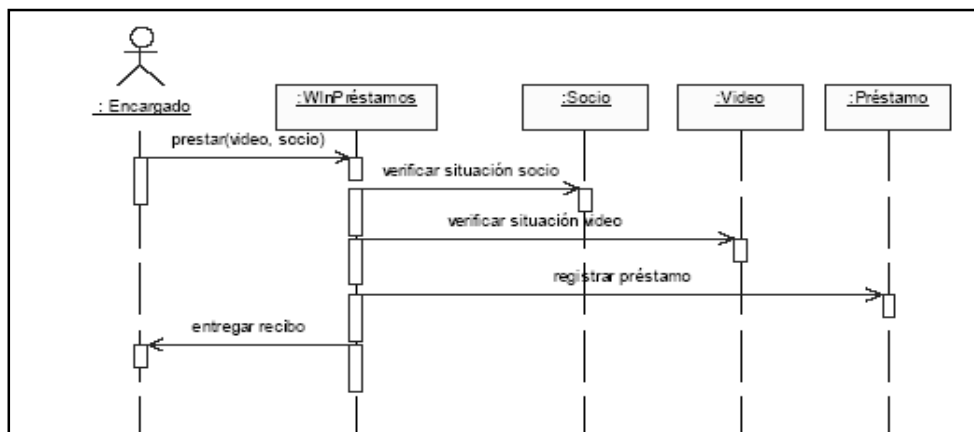 : Encargado
:WInPréstamos
:Socio
:Video
:Préstamo
prestar(video, socio)
verificar situación socio
verificar situación video
registrar préstamo
entregar recibo